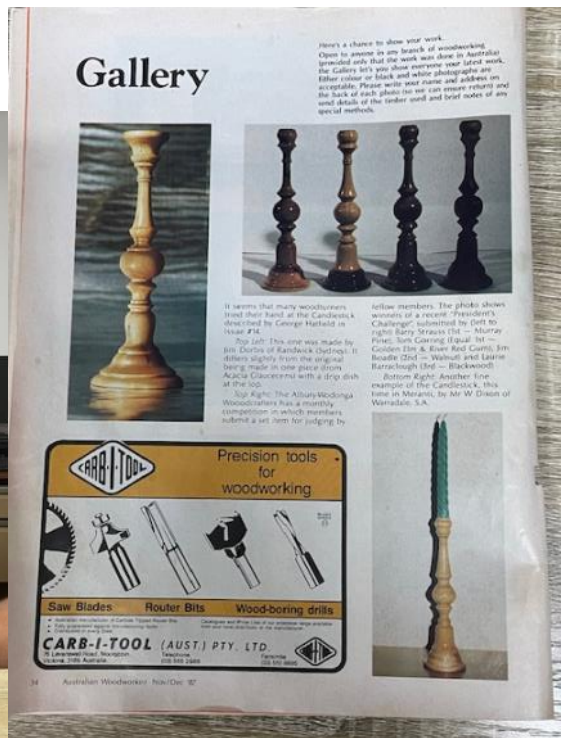 Gallery
Here's a chance to show your work.
Open to anyone in any branch of woodworking
(provided only that the work was done in Australia)
the Gallery let's you show everyone your latest work.
Either colour or black and white photographs are
acceptable. Please write your name and address on
the back of each photo (so we can ensure return) and
send details of the timber used and brief notes of any
special methods.
It seems that many woodturners
tried their hand at the Candlestick
described by George Hatfield in
Issue #14.
Top Left: This one was made by
Jim Dorbis of Randwick (Sydney). It
differs slightly from the original
being made in one piece (from
Acacia Glaucecens) with a drip dish
at the top.
Top Right: The Albury-Wodonga
Woodcrafters has a monthly
competition in which members
submit a set item for judging by
fellow members. The photo shows
winners of a recent "President's
Challenge", submitted by (left to
right) Barry Strauss (1st — Murray
Pine), Tom Goring (Equal 1st —
Golden Elm & River Red Gum), Jim
Beadle (2nd — Walnut) and Laurie
Barraclough (3rd — Blackwood)
Bottom Right: Another fine
example of the Candlestick, this
time in Meranti, by Mr W Dixon of
Warradale, S.A.
CARB-I-TOOL
Precision tools
for
woodworking
Saw Blades Router Bits Wood-boring drills
CARB-I-TOOL (AUST.) PTY. LTD.
Telephone
Facsimile
Victoria, 3189 Australia
34 Australian Woodworker Nov/Dec '87